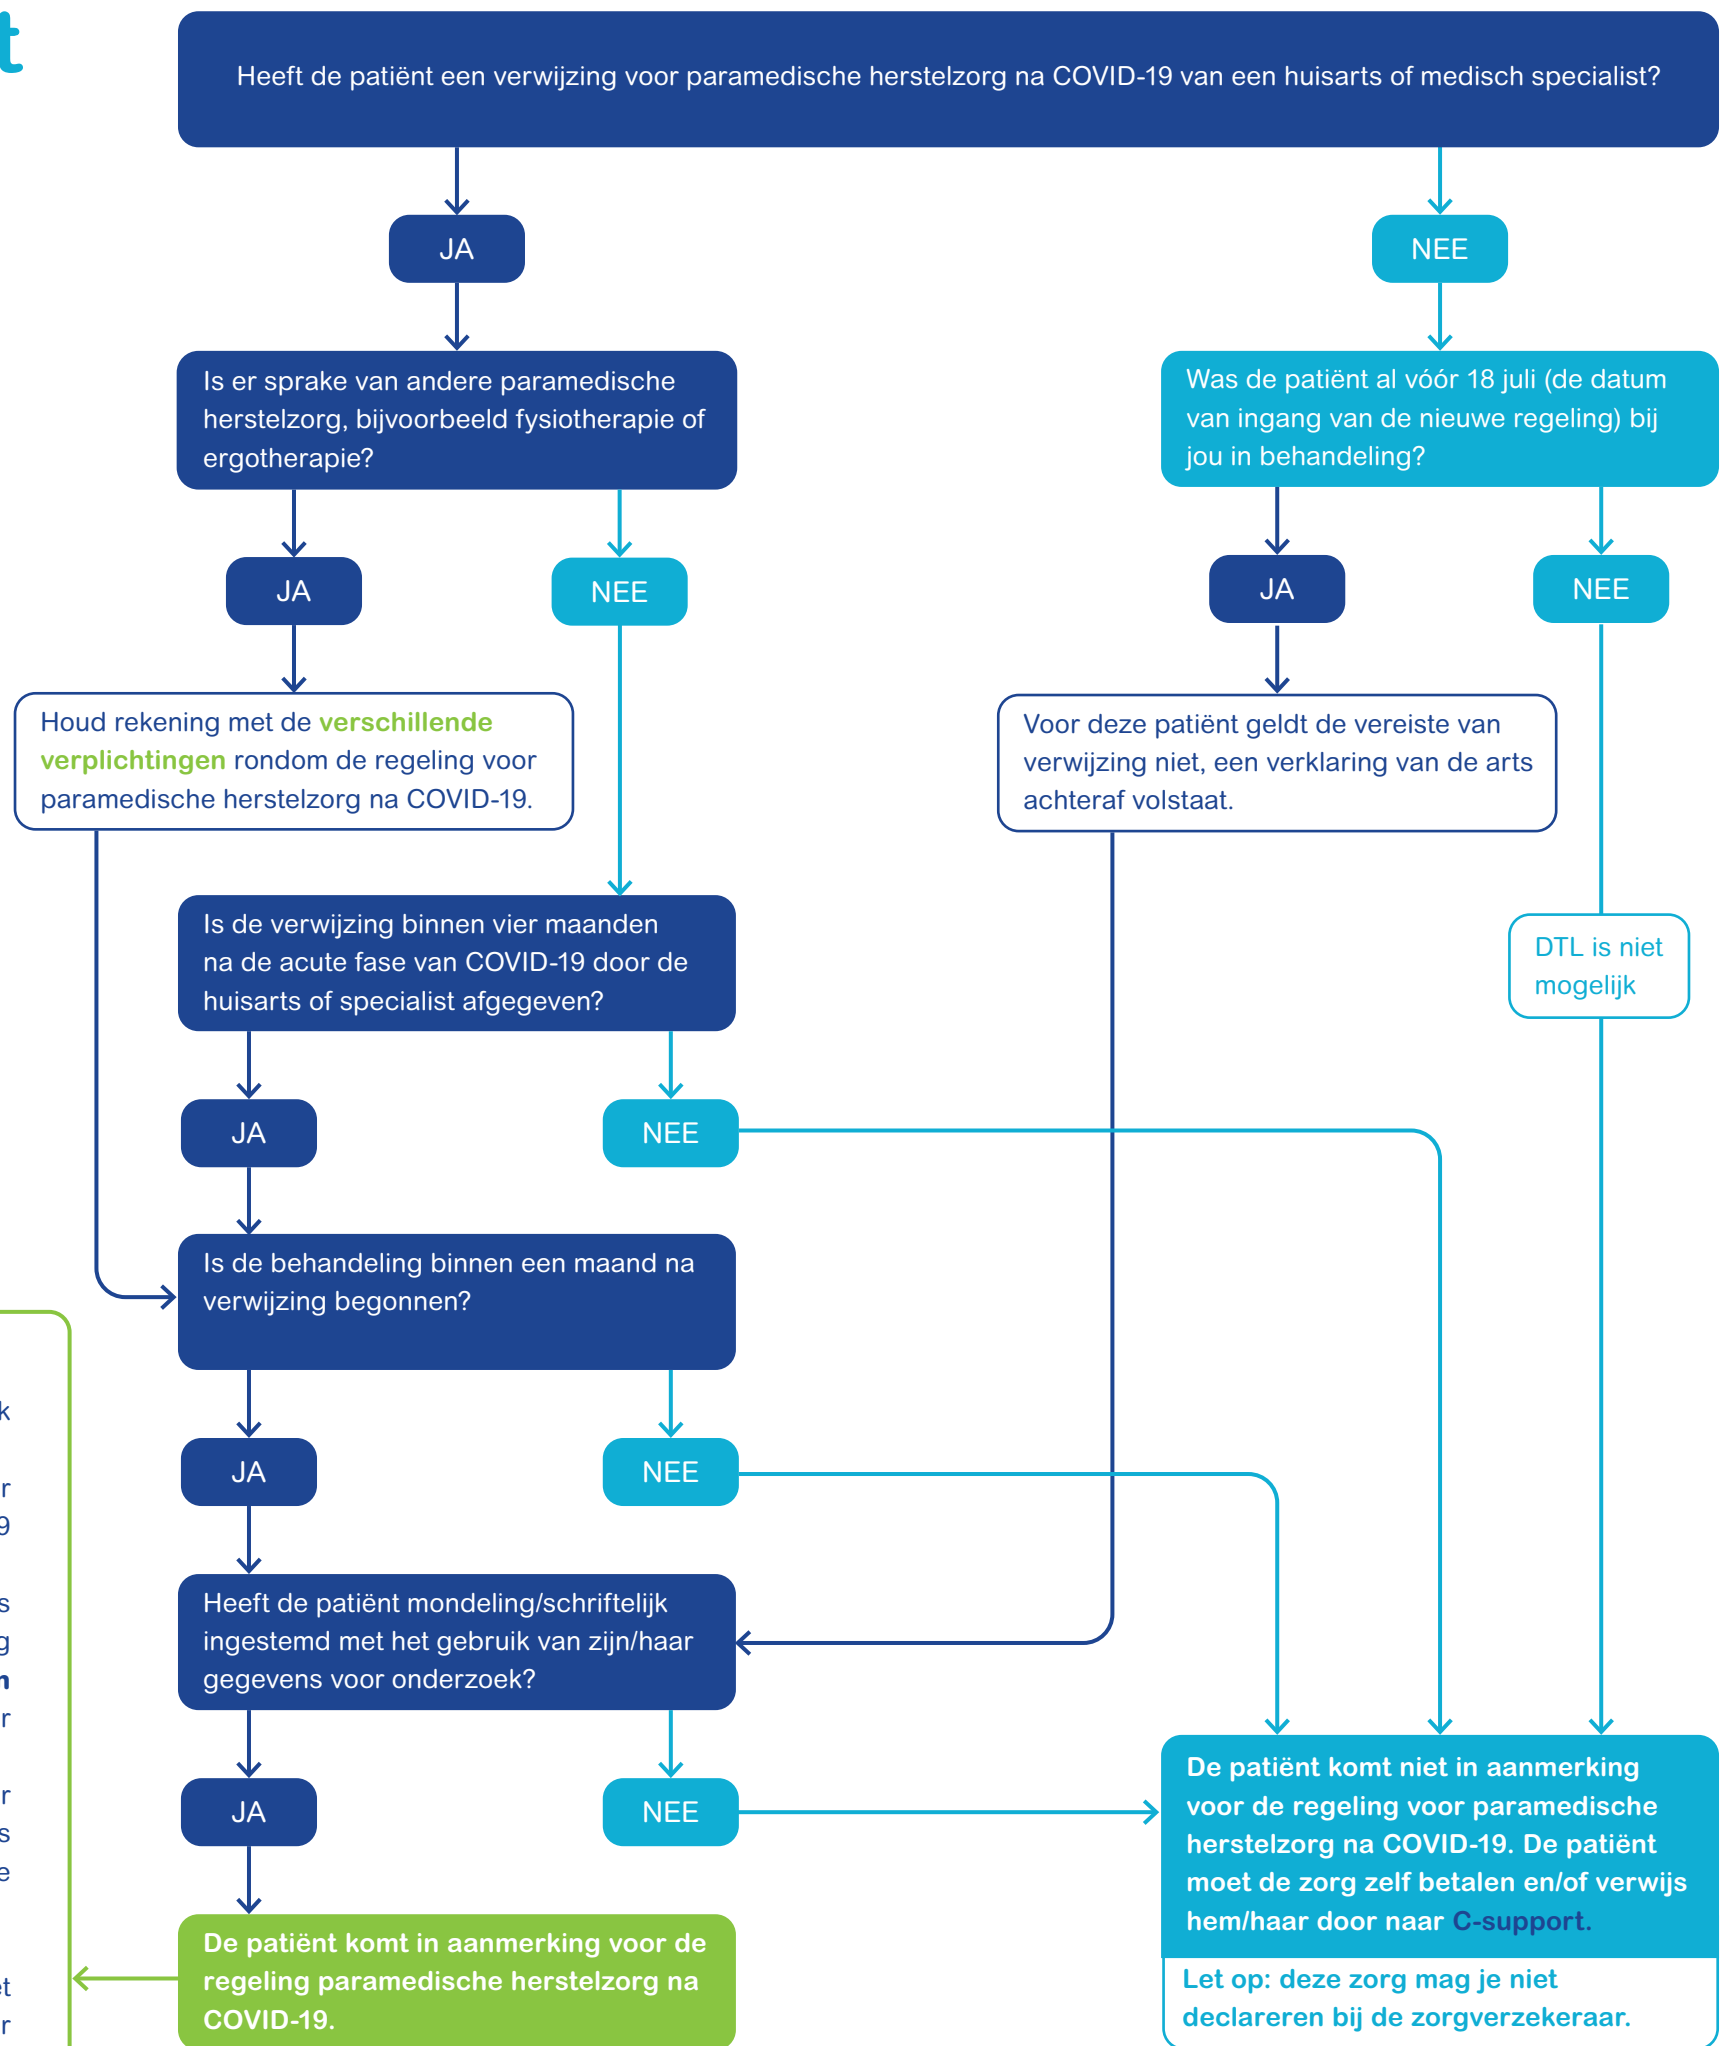 t
Heeft de patiënt een verwijzing voor paramedische herstelzorg na COVID-19 van een huisarts of medisch specialist?
JA
NEE
Is er sprake van andere paramedische
herstelzorg, bijvoorbeeld fysiotherapie of
ergotherapie?
Was de patiënt al vóór 18 juli (de datum
van ingang van de nieuwe regeling) bij
jou in behandeling?
JA
NEE
JA
NEE
Houd rekening met de verschillende
verplichtingen rondom de regeling voor
paramedische herstelzorg na COVID-19.
Voor deze patiënt geldt de vereiste van
verwijzing niet, een verklaring van de arts
achteraf volstaat.
Is de verwijzing binnen vier maanden
na de acute fase van COVID-19 door de
huisarts of specialist afgegeven?
DTL is niet
mogelijk
JA
NEE
Is de behandeling binnen een maand na
verwijzing begonnen?
k
JA
NEE
r
9
Heeft de patiënt mondeling/schriftelijk
ingestemd met het gebruik van zijn/haar
gegevens voor onderzoek?
s
g
n
r
JA
NEE
r
s
e
De patiënt komt niet in aanmerking
voor de regeling voor paramedische
herstelzorg na COVID-19. De patiënt
moet de zorg zelf betalen en/of verwijs
hem/haar door naar C-support.
De patiënt komt in aanmerking voor de
regeling paramedische herstelzorg na
COVID-19.
t
r
Let op: deze zorg mag je niet
declareren bij de zorgverzekeraar.